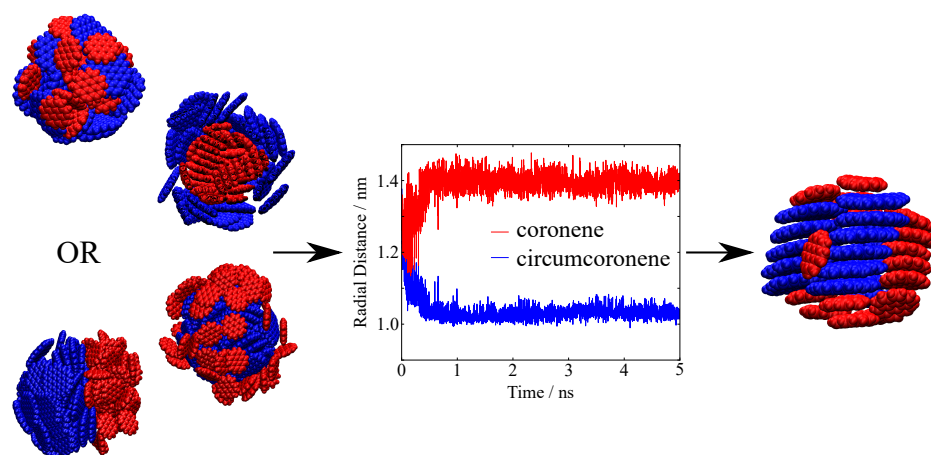 OR
Radial Distance / nm
1.4
1.2
1.0
coronene
circumcoronene
0 1 2 3 4 5
Time / ns